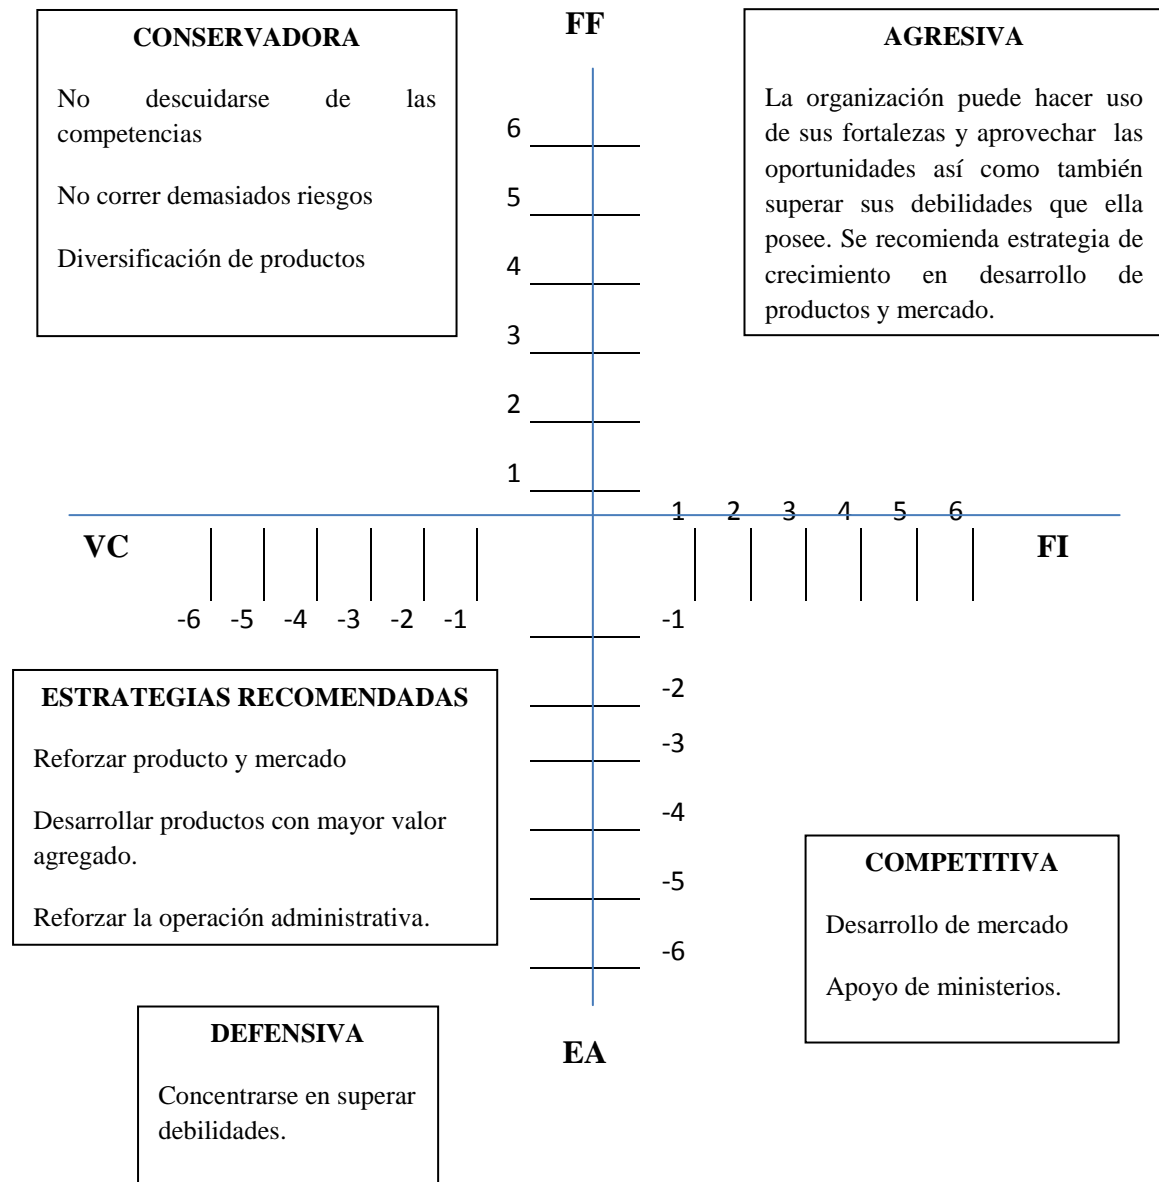 CONSERVADORA
No descuidarse de las
competencias
No correr demasiados riesgos
Diversificación de productos
FF
AGRESIVA
La organización puede hacer uso
de sus fortalezas y aprovechar las
oportunidades así como también
superar sus debilidades que ella
posee. Se recomienda estrategia de
crecimiento en desarrollo de
productos y mercado.
6
5
4
3
2
1
1 2 3 4 5 6
VC
FI
-6 -5 -4 -3 -2 -1
-1
-2
-3
-4
-5
-6
ESTRATEGIAS RECOMENDADAS
Reforzar producto y mercado
Desarrollar productos con mayor valor
agregado.
Reforzar la operación administrativa.
COMPETITIVA
Desarrollo de mercado
Apoyo de ministerios.
DEFENSIVA
Concentrarse en superar
debilidades.
EA